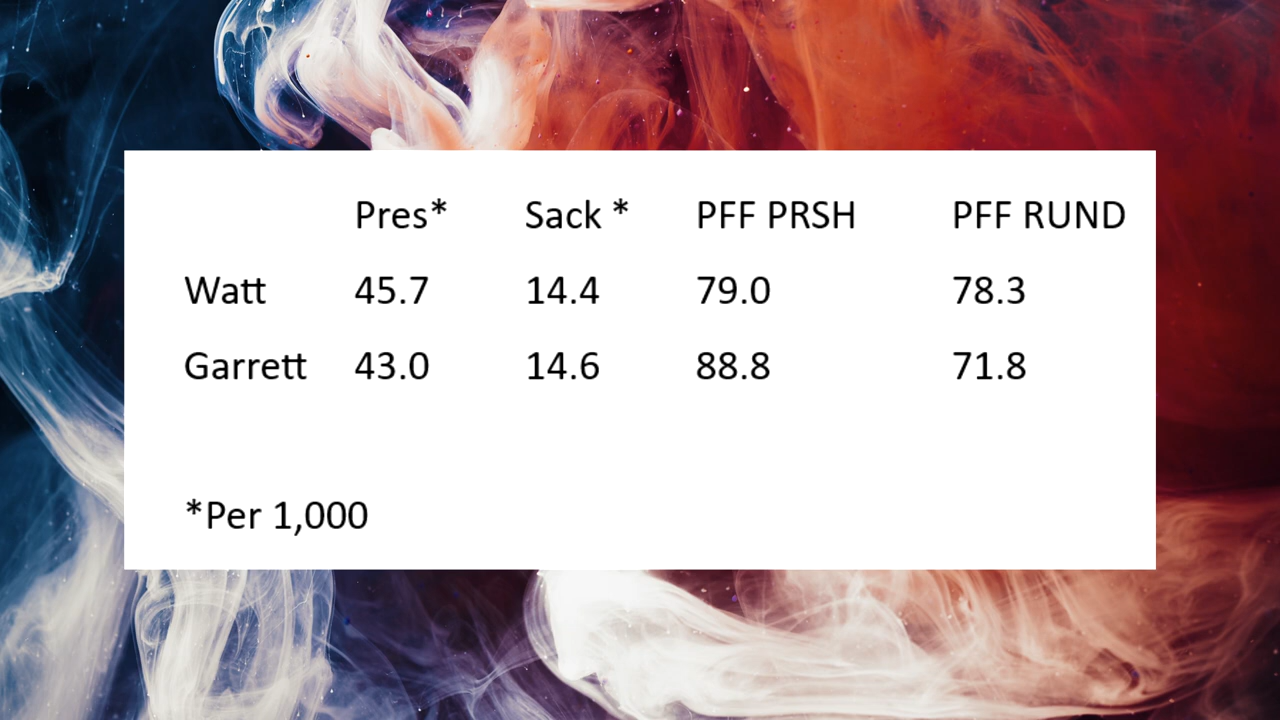 Pres* Sack * PFF PRSH PFF RUND
Watt 45.7 14.4 79.0 78.3
Garrett 43.0 14.6 88.8 71.8
*Per 1,000